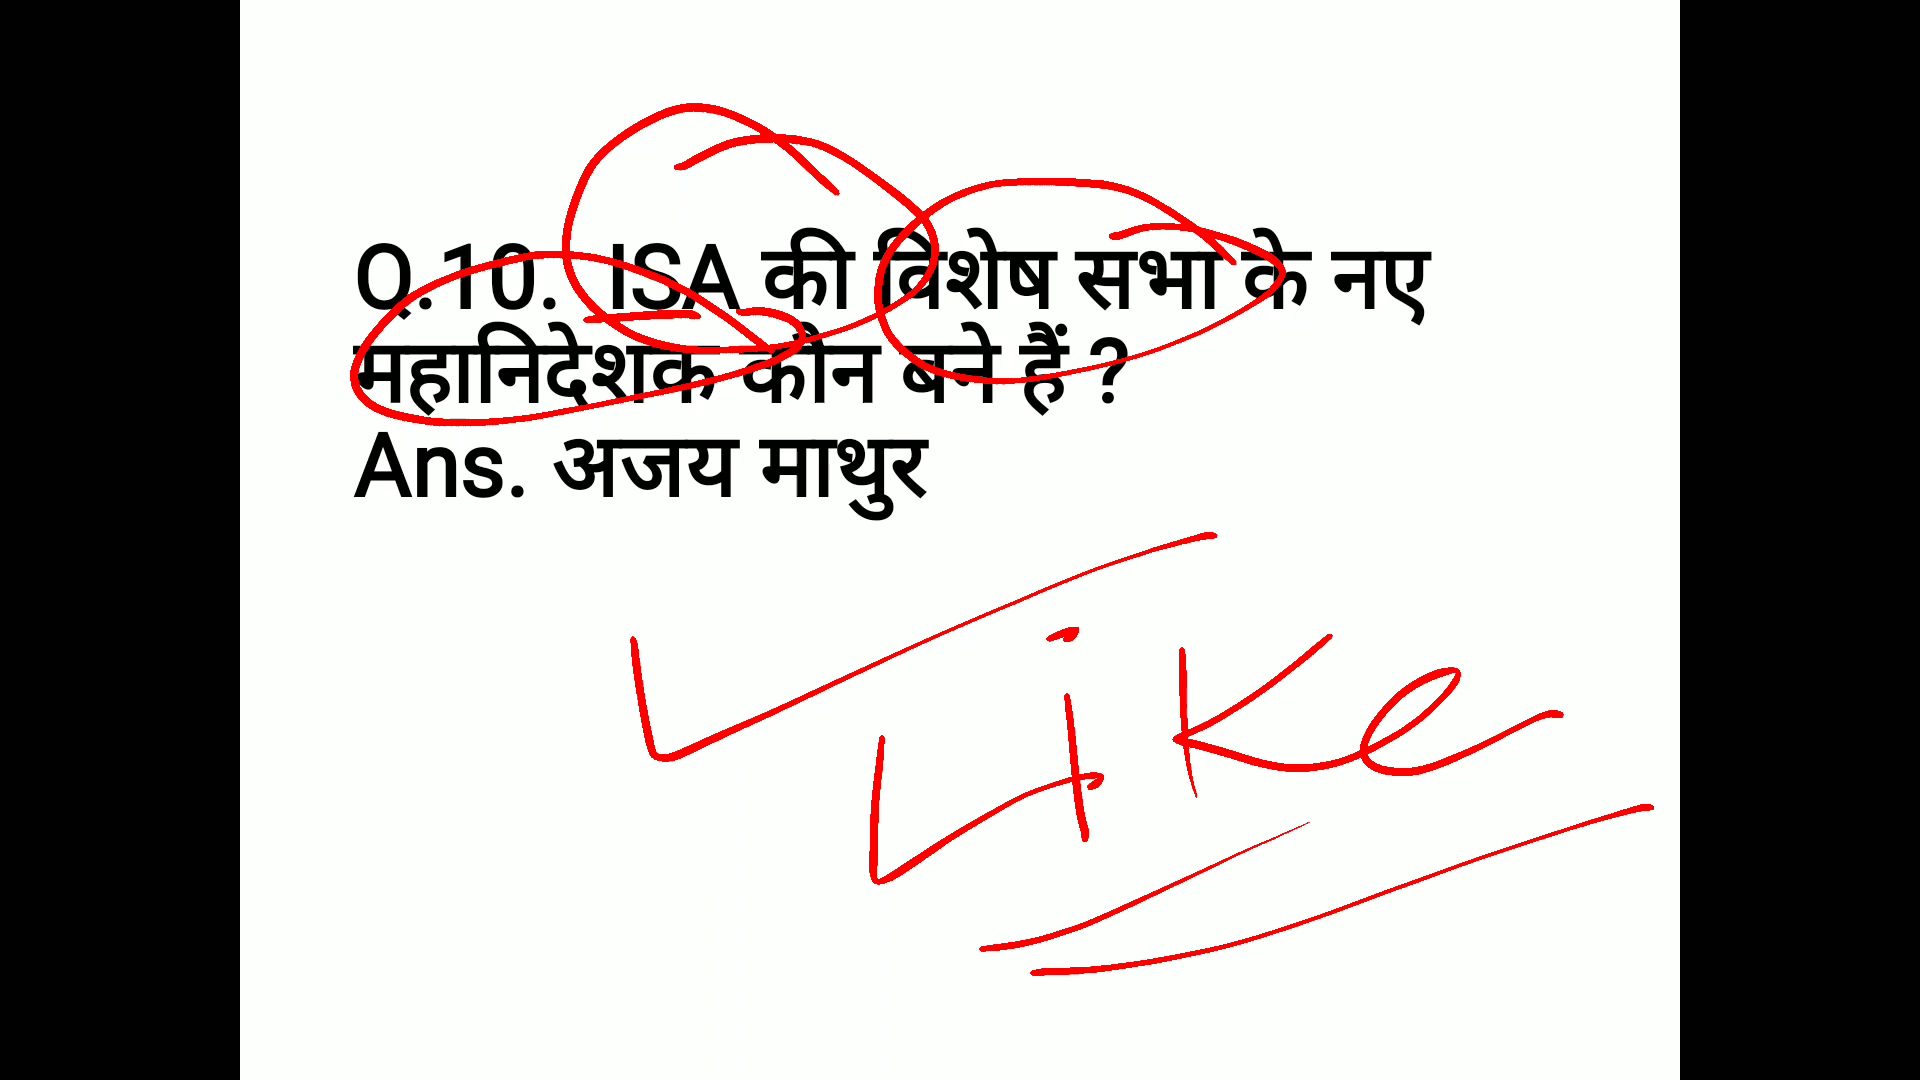 Q.10. ISA की विशेष सभा के नए
महानिदेशक कौन बने हैं ?
Ans. अजय माथुर
Like